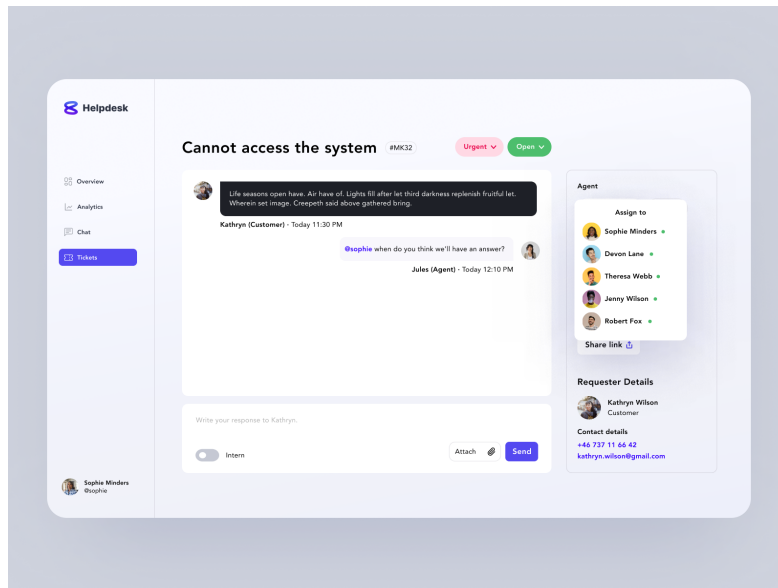 Helpdesk
Cannot access the system
#MK32
Urgent
Open
Overview
Analytics
Chat
Tickets
Life seasons open have. Air have of. Lights fill after let third darkness replenish fruitful let.
Wherein set image. Creepeth said above gathered bring.
Kathryn (Customer) - Today 11:30 PM
@sophie when do you think we'll have an answer?
Jules (Agent) - Today 12:10 PM
Write your response to Kathryn.
Intern
Attach
Send
Agent
Assign to
Sophie Minders
Devon Lane
Theresa Webb
Jenny Wilson
Robert Fox
Share link
Requester Details
Kathryn Wilson
Customer
Contact details
+46 737 11 66 42
kathryn.wilson@gmail.com
Sophie Minders
@sophie